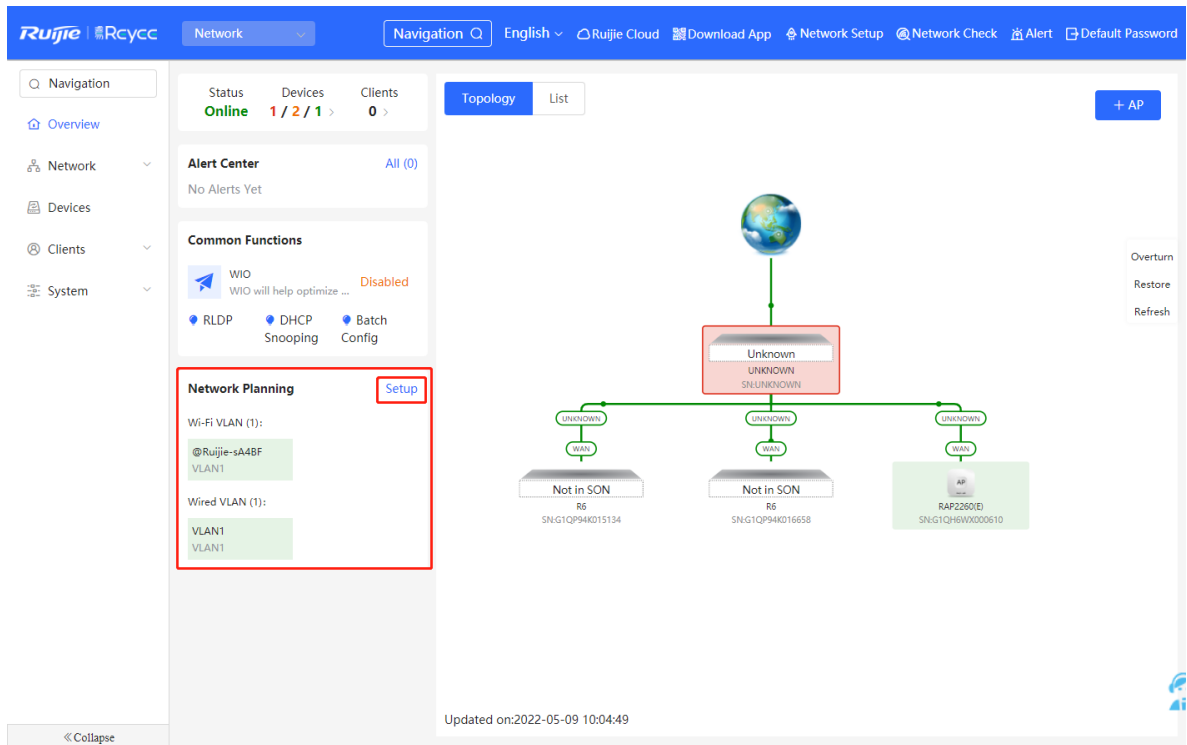 Ruijie | Rcycc
Network
Navigation
English
Ruijie Cloud
Download App
Network Setup
Network Check
Alert
Default Password
Navigation
Overview
Network
Devices
Clients
System
Collapse
Status Devices Clients
Online 1 / 2 / 1 > 0 >
Alert Center All (0)
No Alerts Yet
Common Functions
WIO
WIO will help optimize ...
Disabled
RLDP
DHCP
Snooping
Batch
Config
Network Planning Setup
Wi-Fi VLAN (1):
@Ruijie-sA4BF
VLAN1
Wired VLAN (1):
VLAN1
VLAN1
Topology List
+ AP
Overturn
Restore
Refresh
Unknown
UNKNOWN
SN:UNKNOWN
UNKNOWN UNKNOWN UNKNOWN
WAN WAN WAN
Not in SON
R6
SN:G1QP94K015134
Not in SON
R6
SN:G1QP94K016658
AP
RAP2260(E)
SN:G1QH6WX000610
Updated on:2022-05-09 10:04:49